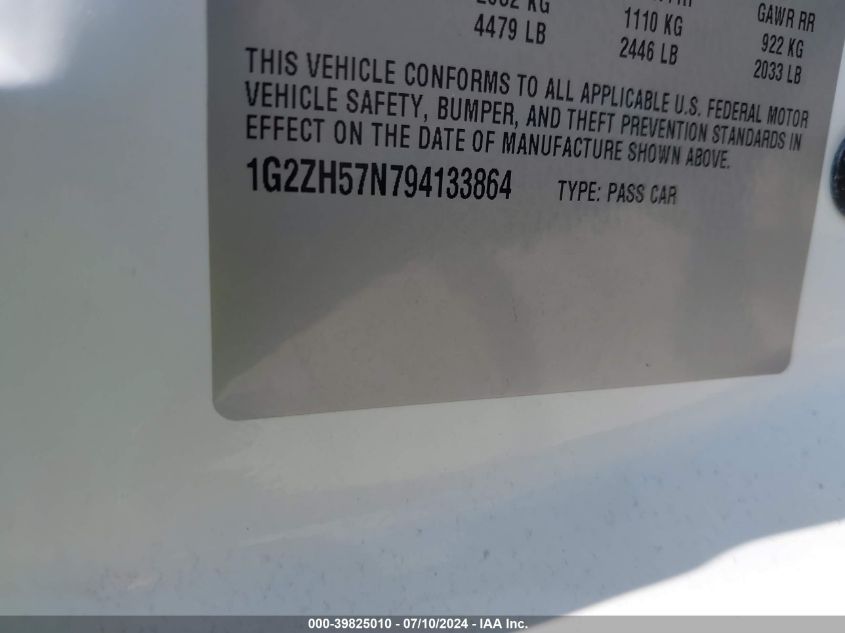 4479 LB
1110 KG
2446 LB
GAWR RR
922 KG
2033 LB
THIS VEHICLE CONFORMS TO ALL APPLICABLE U.S. FEDERAL MOTOR
VEHICLE SAFETY, BUMPER, AND THEFT PREVENTION STANDARDS IN
EFFECT ON THE DATE OF MANUFACTURE SHOWN ABOVE.
1G2ZH57N794133864 TYPE: PASS CAR
000-39825010 - 07/10/2024 - IAA Inc.